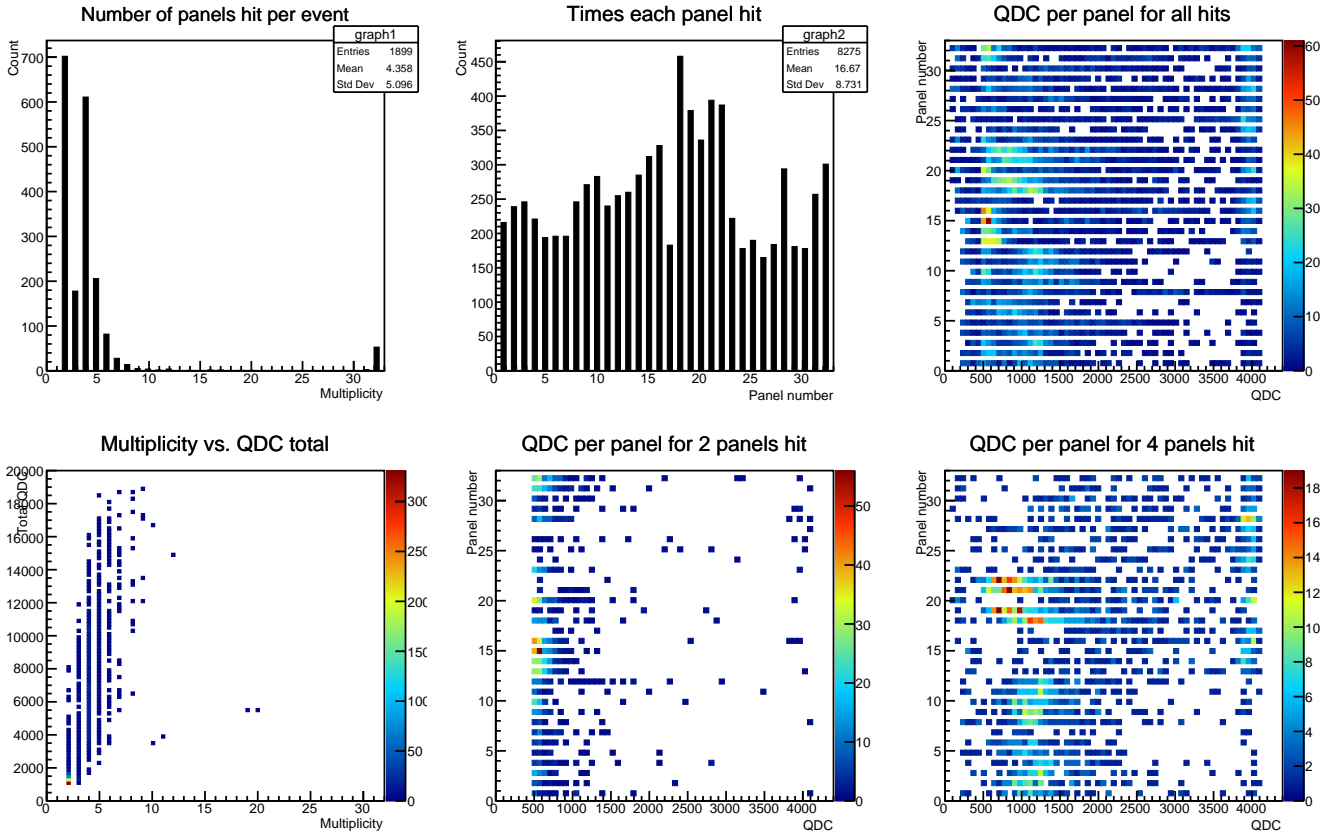 Number of panels hit per event
Count
graph1
Entries 1899
Mean 4.358
Std Dev 5.096
700
600
500
400
300
200
100
0
0 5 10 15 20 25 30
Multiplicity
Times each panel hit
Count
graph2
Entries 8275
Mean 16.67
Std Dev 8.731
450
400
350
300
250
200
150
100
50
0
0 5 10 15 20 25 30
Panel number
QDC per panel for all hits
Panel number
30
25
20
15
10
5
0
0 500 1000 1500 2000 2500 3000 3500 4000
QDC
60
50
40
30
20
10
0
Multiplicity vs. QDC total
Total QDC
20000
18000
16000
14000
12000
10000
8000
6000
4000
2000
0
0 5 10 15 20 25 30
Multiplicity
300
250
200
150
100
50
0
QDC per panel for 2 panels hit
Panel number
30
25
20
15
10
5
0
0 500 1000 1500 2000 2500 3000 3500 4000
QDC
50
40
30
20
10
0
QDC per panel for 4 panels hit
Panel number
30
25
20
15
10
5
0
0 500 1000 1500 2000 2500 3000 3500 4000
QDC
18
16
14
12
10
8
6
4
2
0